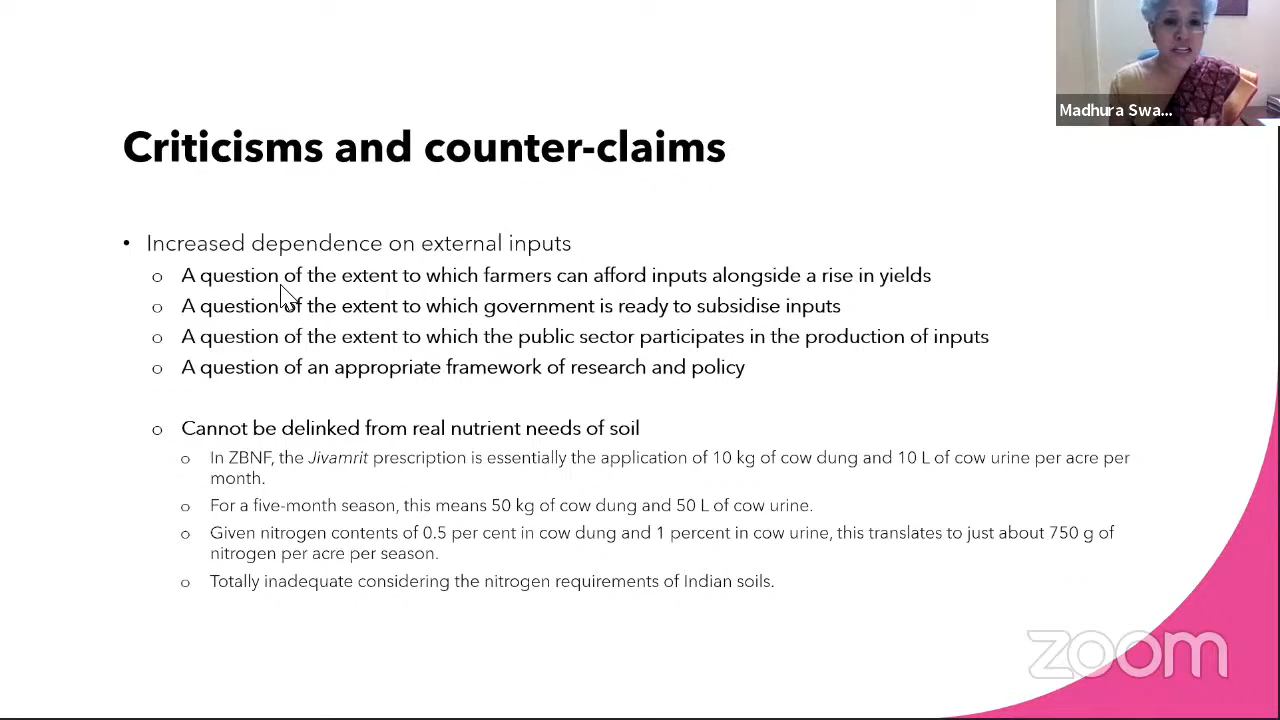 Madhura Swa...
Criticisms and counter-claims
• Increased dependence on external inputs
o A question of the extent to which farmers can afford inputs alongside a rise in yields
o A question of the extent to which government is ready to subsidise inputs
o A question of the extent to which the public sector participates in the production of inputs
o A question of an appropriate framework of research and policy
o Cannot be delinked from real nutrient needs of soil
o In ZBNF, the Jivamrit prescription is essentially the application of 10 kg of cow dung and 10 L of cow urine per acre per
month.
o For a five-month season, this means 50 kg of cow dung and 50 L of cow urine.
o Given nitrogen contents of 0.5 per cent in cow dung and 1 percent in cow urine, this translates to just about 750 g of
nitrogen per acre per season.
o Totally inadequate considering the nitrogen requirements of Indian soils.
zoom